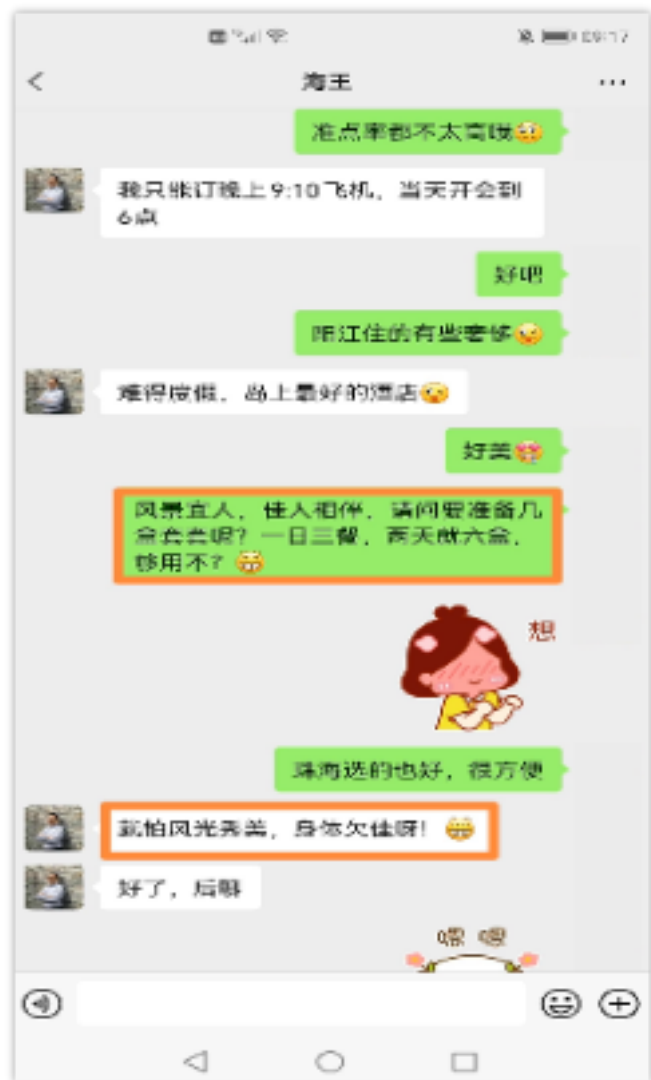 09:17
海王
准点率都不太高哦
我只能订晚上9:10飞机，当天开会到
6点
好吧
阳江住的有些奢侈
难得度假，岛上最好的酒店
好美
风景宜人，佳人相伴，请问要准备几
盒套套呢？一日三餐，两天就六盒，
够用不？
想
珠海选的也好，很方便
就怕风光秀美，身体欠佳呀！
好了，后聊
嘿 嘿